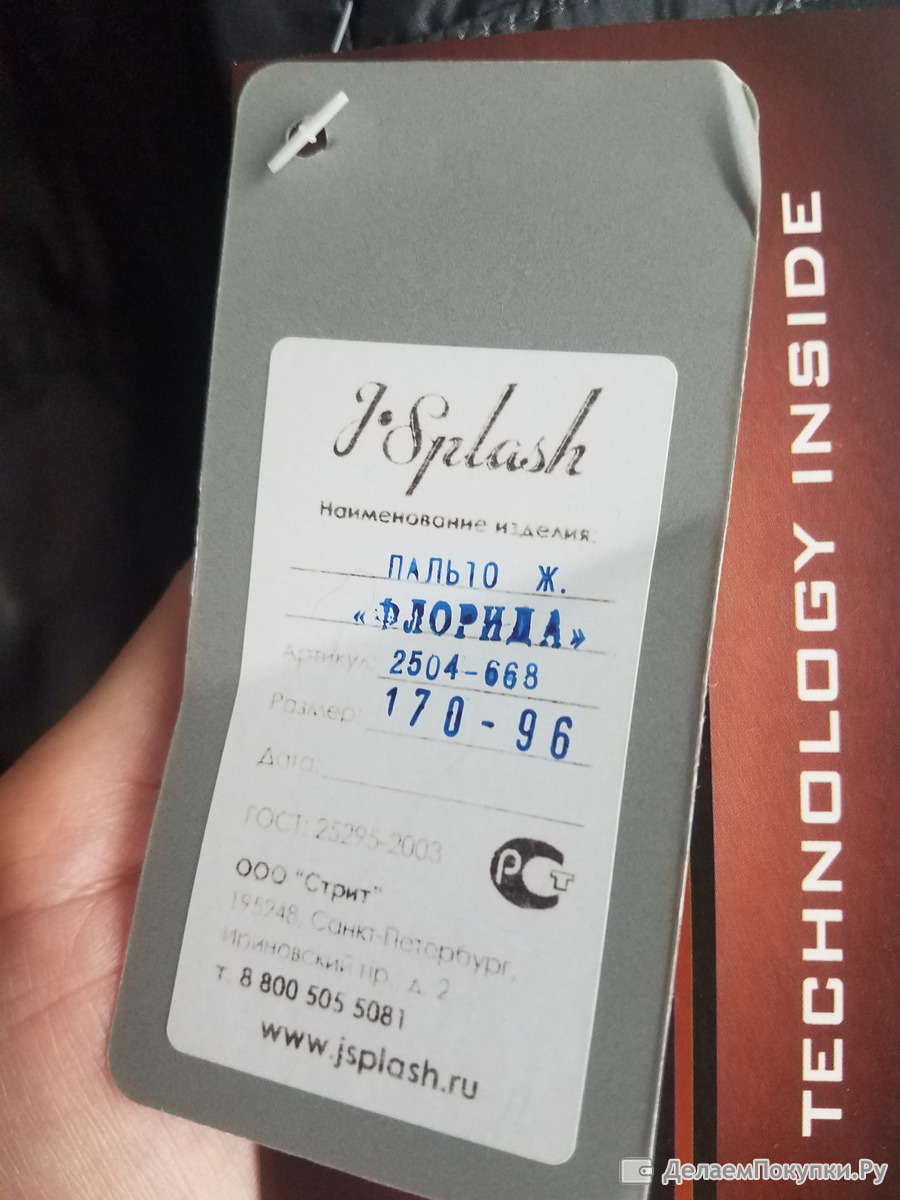 J·Splash
Наименование изделия:
ПАЛЬТО Ж.
«ФЛОРИДА»
Артикул: 2504-668
Размер: 170-96
Дата:
ГОСТ: 25295-2003
РСТ
ООО "Стрит"
195248, Санкт-Петербург,
Ириновский пр., д. 2
т. 8 800 505 5081
www.jsplash.ru
TECHNOLOGY INSIDE
ДелаемПокупки.Ру